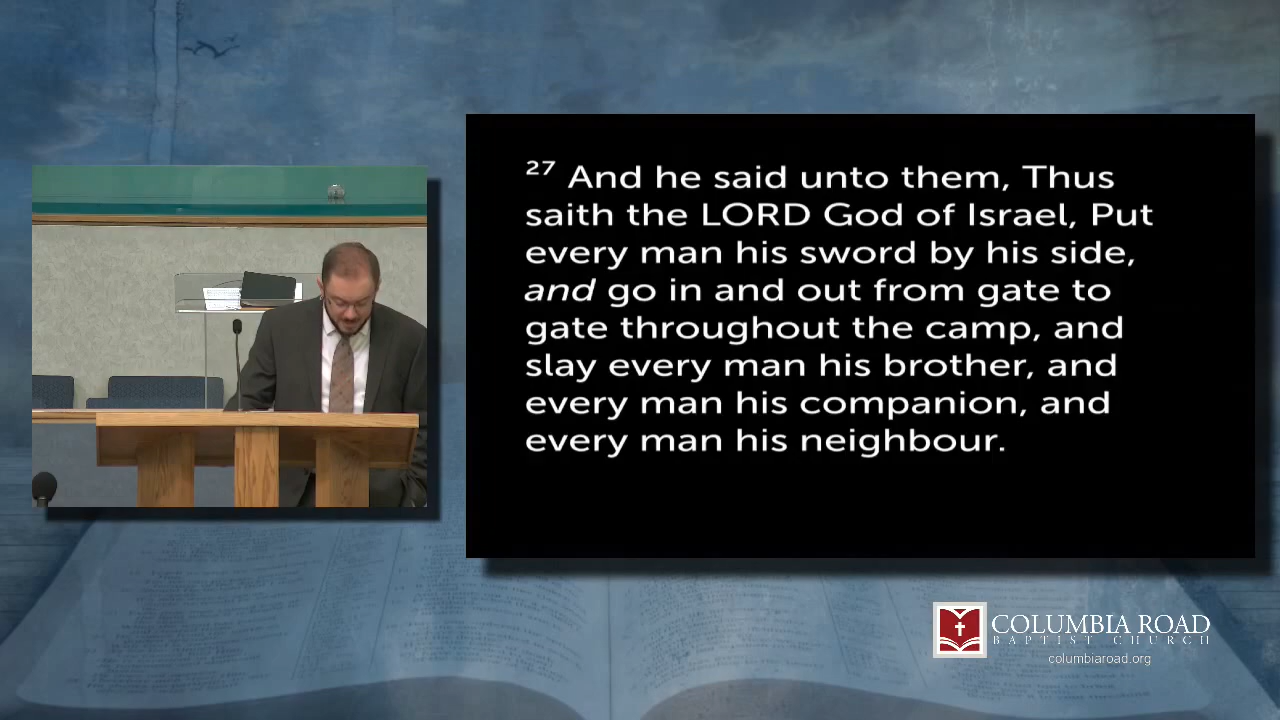 27 And he said unto them, Thus
saith the LORD God of Israel, Put
every man his sword by his side,
and go in and out from gate to
gate throughout the camp, and
slay every man his brother, and
every man his companion, and
every man his neighbour.
COLUMBIA ROAD
BAPTIST CHURCH
columbiaroad.org